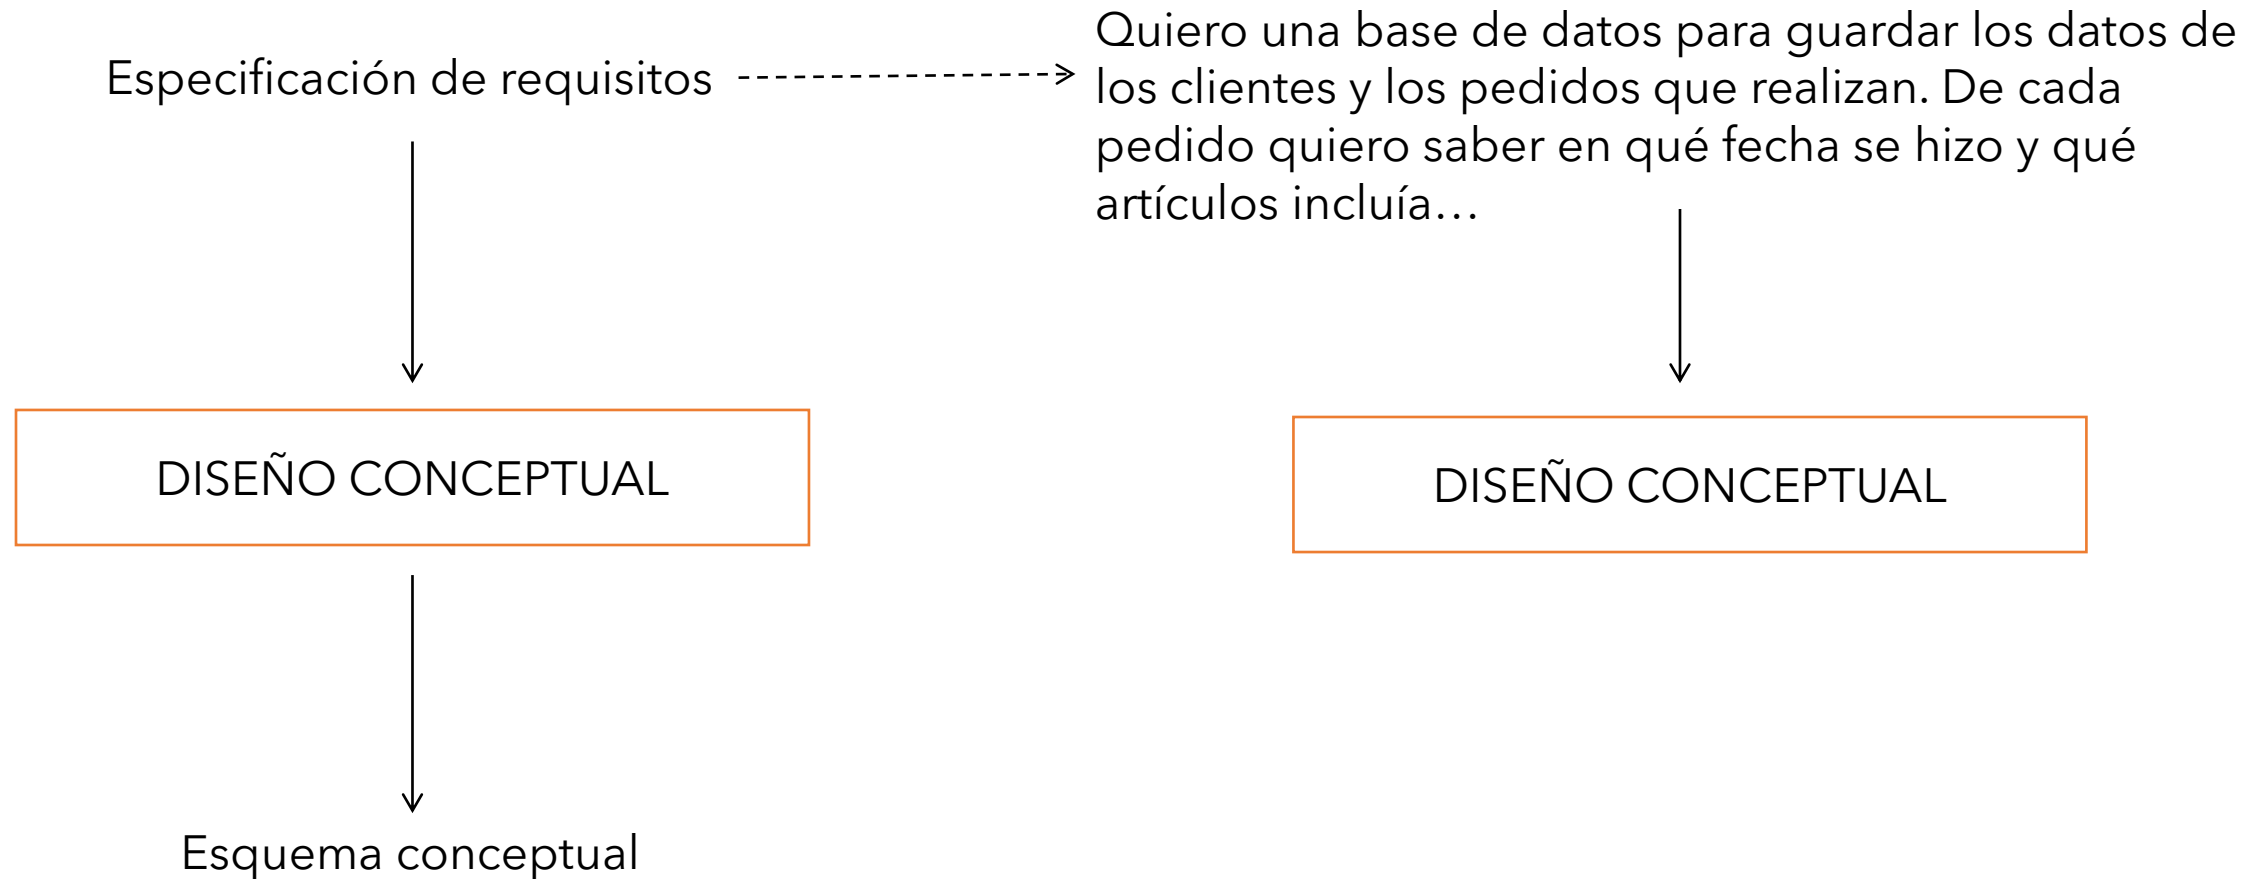 Especificación de requisitos
Quiero una base de datos para guardar los datos de
los clientes y los pedidos que realizan. De cada
pedido quiero saber en qué fecha se hizo y qué
artículos incluía…
DISEÑO CONCEPTUAL
DISEÑO CONCEPTUAL
Esquema conceptual